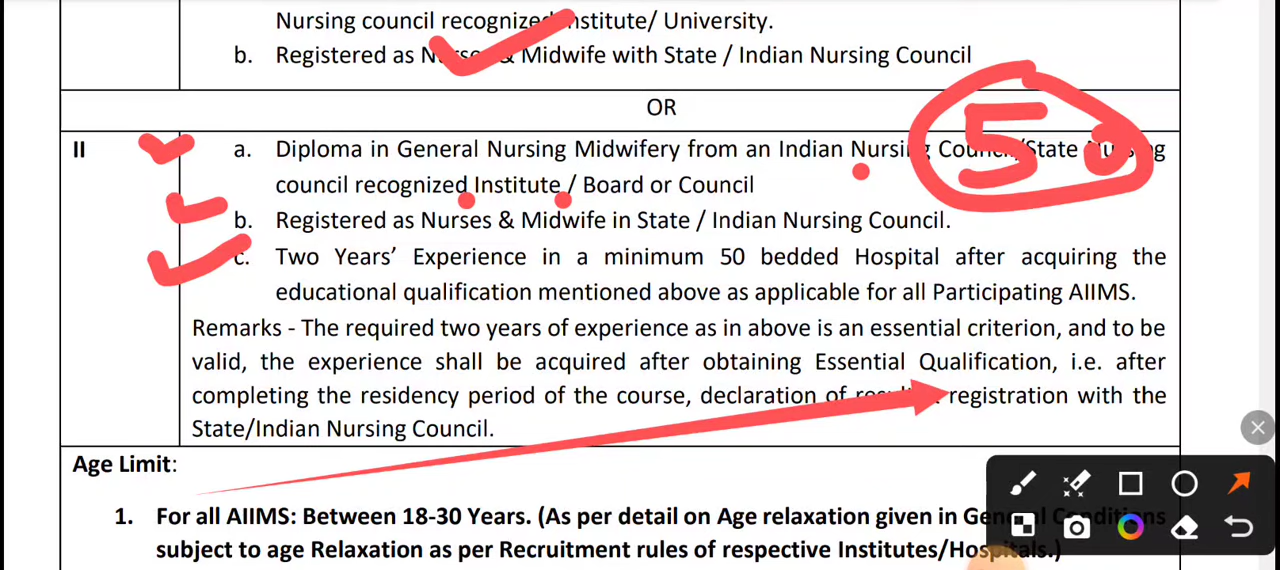 Nursing council recognized Institute/ University.
b. Registered as Nurses & Midwife with State / Indian Nursing Council
OR
II a. Diploma in General Nursing Midwifery from an Indian Nursing Council/State Nursing
council recognized Institute / Board or Council
b. Registered as Nurses & Midwife in State / Indian Nursing Council.
c. Two Years’ Experience in a minimum 50 bedded Hospital after acquiring the
educational qualification mentioned above as applicable for all Participating AIIMS.
Remarks - The required two years of experience as in above is an essential criterion, and to be
valid, the experience shall be acquired after obtaining Essential Qualification, i.e. after
completing the residency period of the course, declaration of registration with the
State/Indian Nursing Council.
Age Limit:
1. For all AIIMS: Between 18-30 Years. (As per detail on Age relaxation given in General Conditions
subject to age Relaxation as per Recruitment rules of respective Institutes/Hospitals.)
50